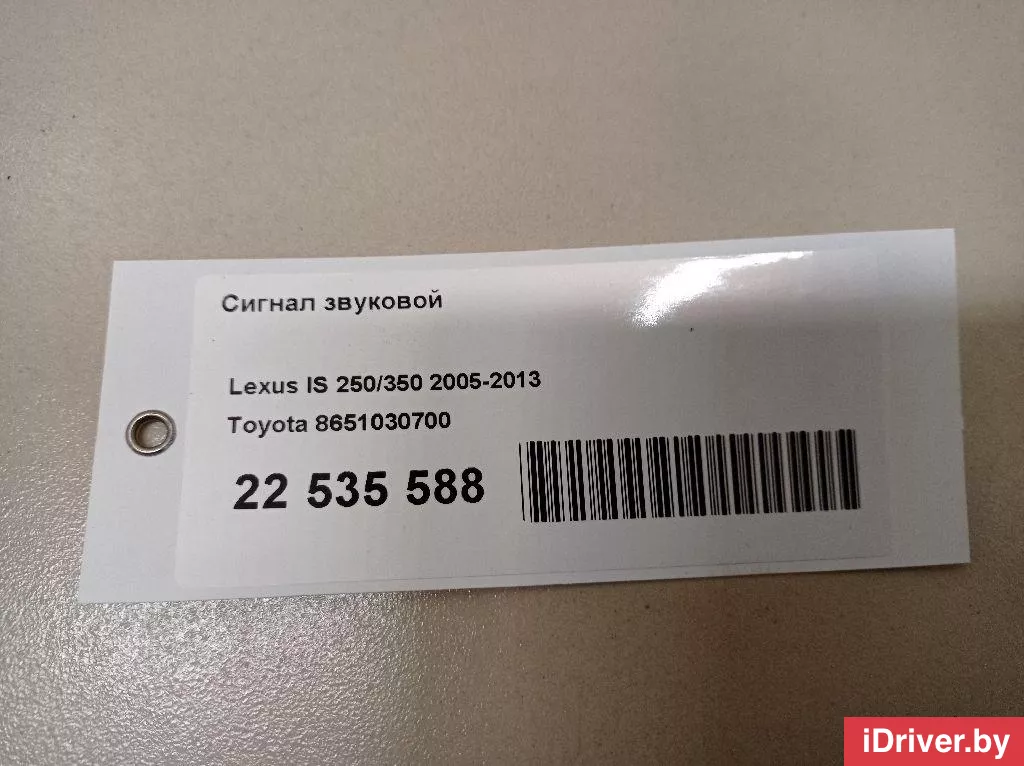 Сигнал звуковой
Lexus IS 250/350 2005-2013
Toyota 8651030700
22 535 588
iDriver.by